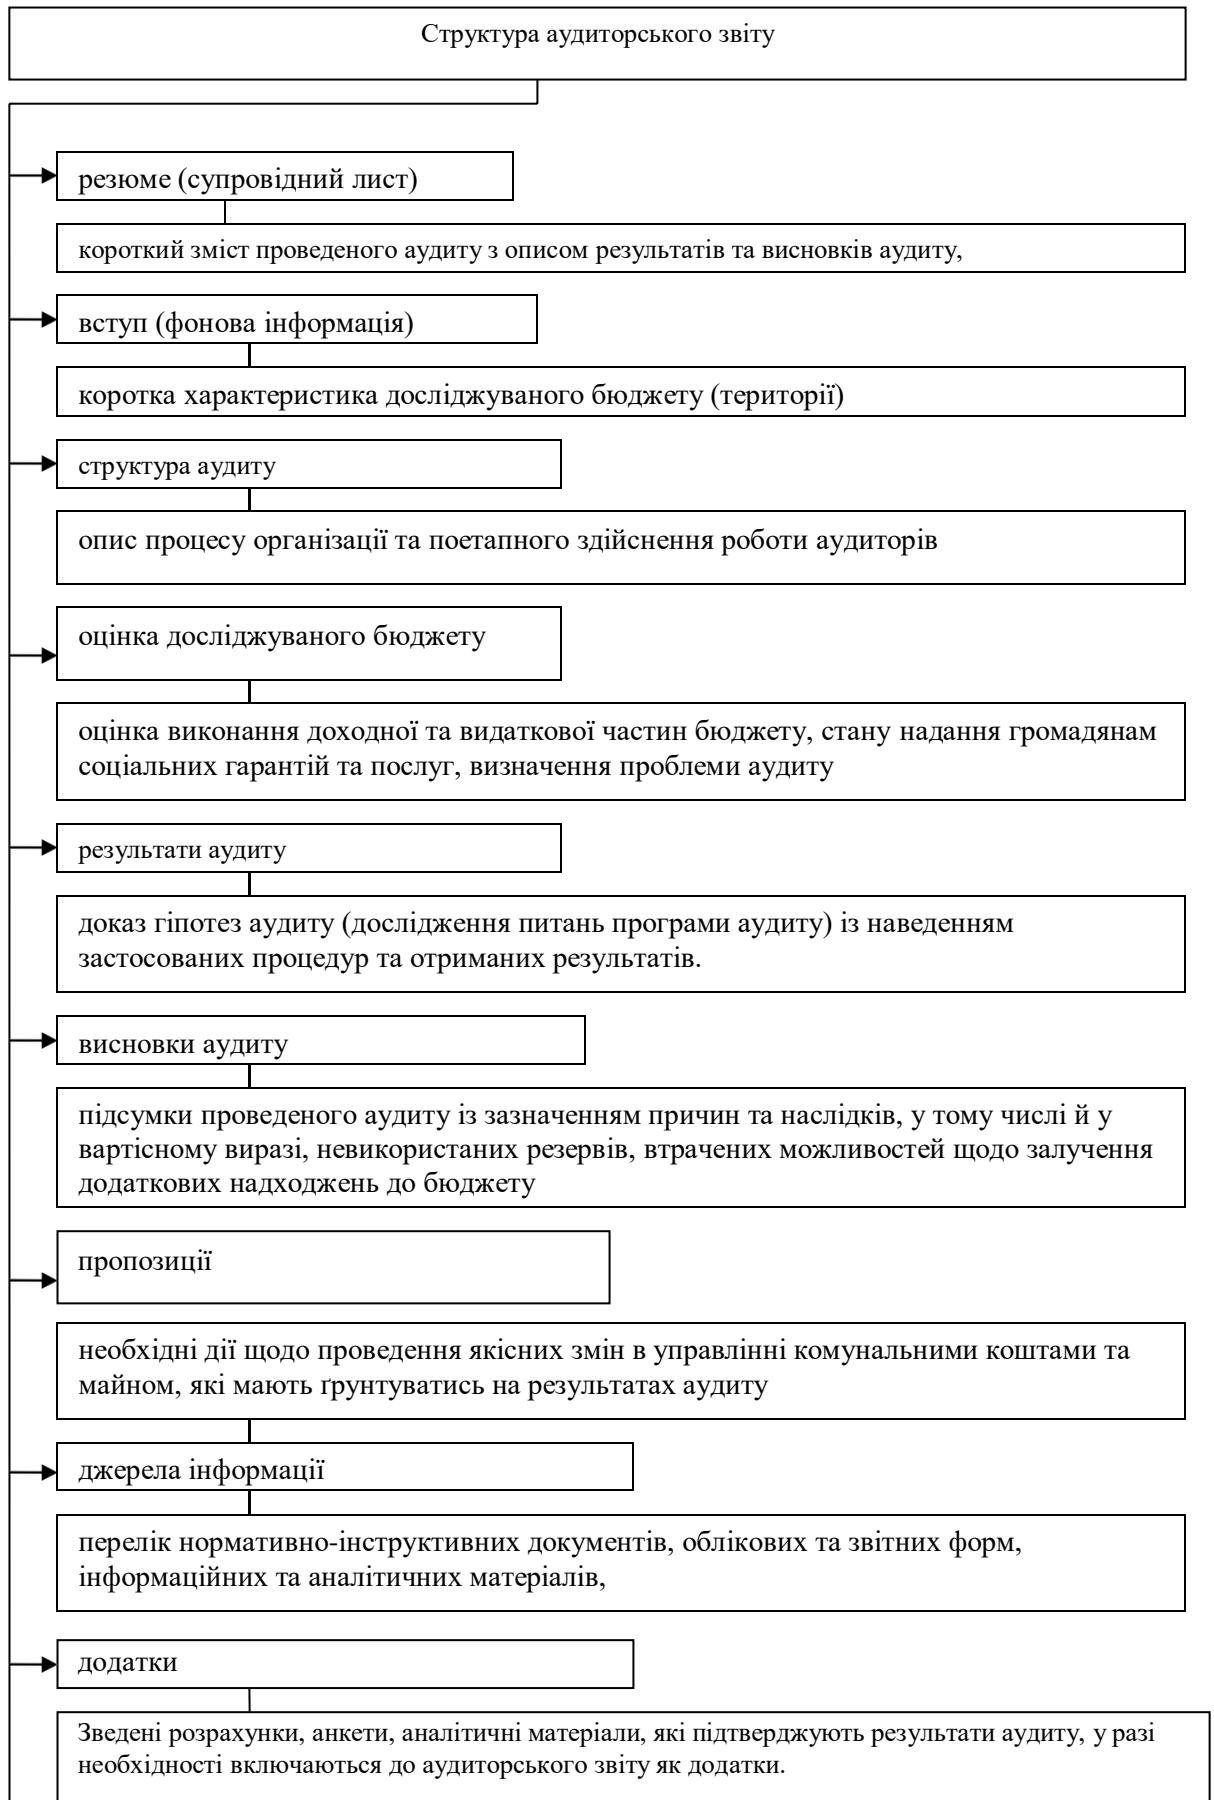 Структура аудиторського звіту
резюме (супровідний лист)
короткий зміст проведеного аудиту з описом результатів та висновків аудиту,
вступ (фонова інформація)
коротка характеристика досліджуваного бюджету (території)
структура аудиту
опис процесу організації та поетапного здійснення роботи аудиторів
оцінка досліджуваного бюджету
оцінка виконання доходної та видаткової частин бюджету, стану надання громадянам
соціальних гарантій та послуг, визначення проблеми аудиту
результати аудиту
доказ гіпотез аудиту (дослідження питань програми аудиту) із наведенням
застосованих процедур та отриманих результатів.
висновки аудиту
підсумки проведеного аудиту із зазначенням причин та наслідків, у тому числі й у
вартісному виразі, невикористаних резервів, втрачених можливостей щодо залучення
додаткових надходжень до бюджету
пропозиції
необхідні дії щодо проведення якісних змін в управлінні комунальними коштами та
майном, які мають ґрунтуватись на результатах аудиту
джерела інформації
перелік нормативно-інструктивних документів, облікових та звітних форм,
інформаційних та аналітичних матеріалів,
додатки
Зведені розрахунки, анкети, аналітичні матеріали, які підтверджують результати аудиту, у разі
необхідності включаються до аудиторського звіту як додатки.